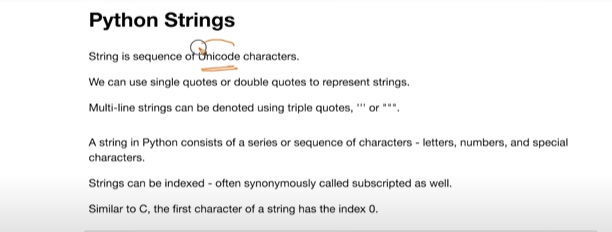 Python Strings
String is sequence of Unicode characters.
We can use single quotes or double quotes to represent strings.
Multi-line strings can be denoted using triple quotes, ''' or """.
A string in Python consists of a series or sequence of characters - letters, numbers, and special
characters.
Strings can be indexed - often synonymously called subscripted as well.
Similar to C, the first character of a string has the index 0.